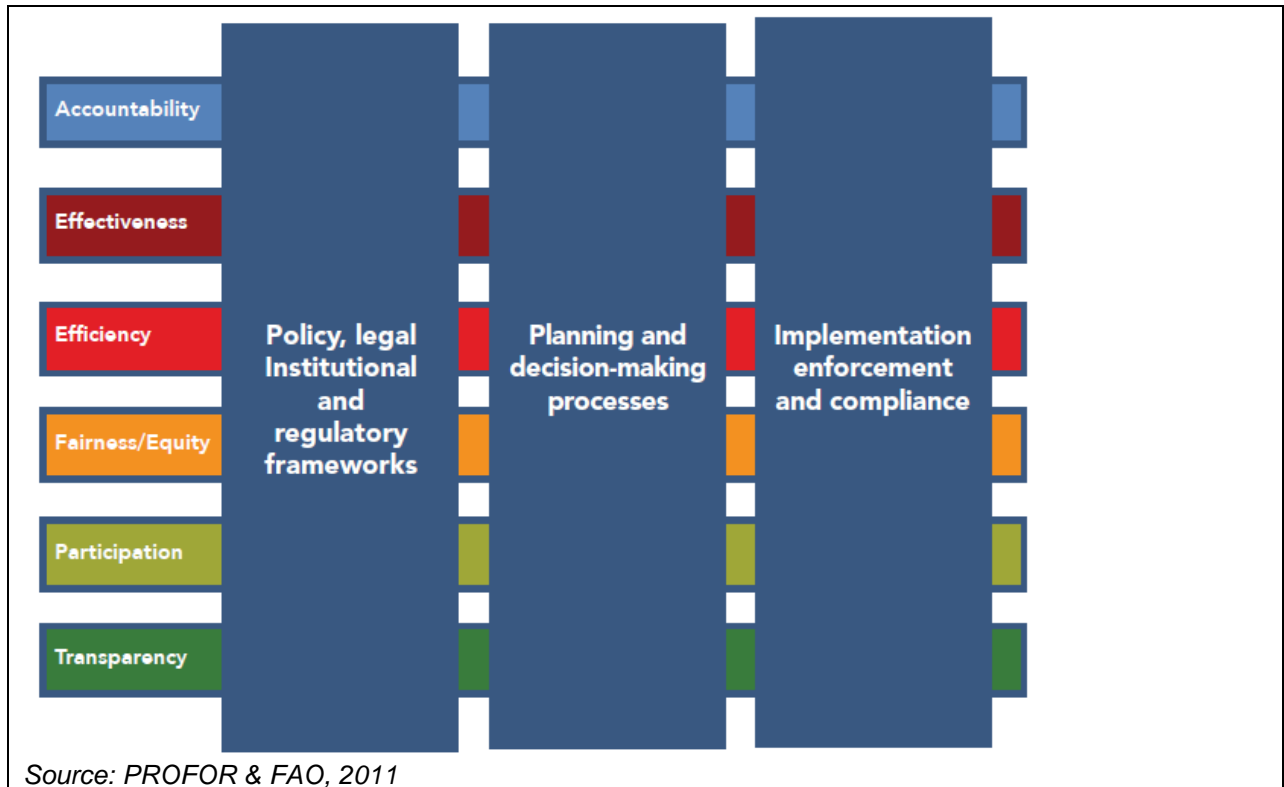 Accountability
Effectiveness
Efficiency
Fairness/Equity
Participation
Transparency
Policy, legal
Institutional
and
regulatory
frameworks
Planning and
decision-making
processes
Implementation
enforcement
and compliance
Source: PROFOR & FAO, 2011